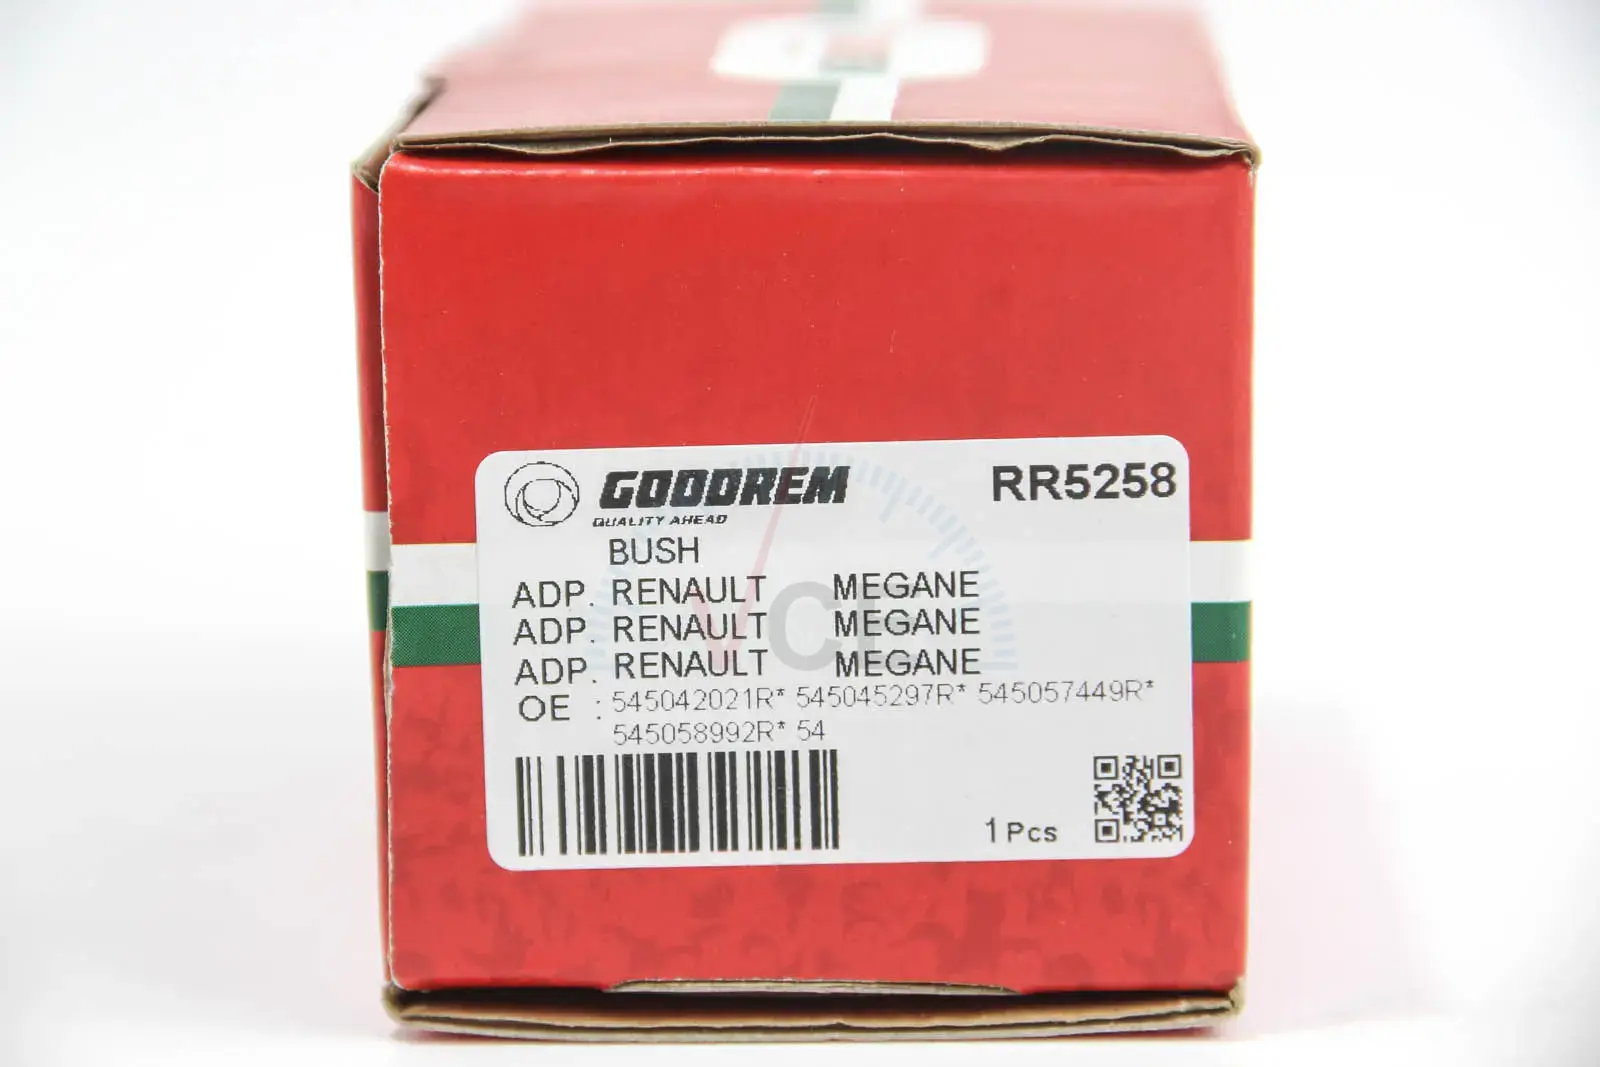 GOODREM RR5258
QUALITY AHEAD
BUSH
ADP. RENAULT MEGANE
ADP. RENAULT MEGANE
ADP. RENAULT MEGANE
OE : 545042021R* 545045297R* 545057449R*
545058992R* 54
1 Pcs
VCI